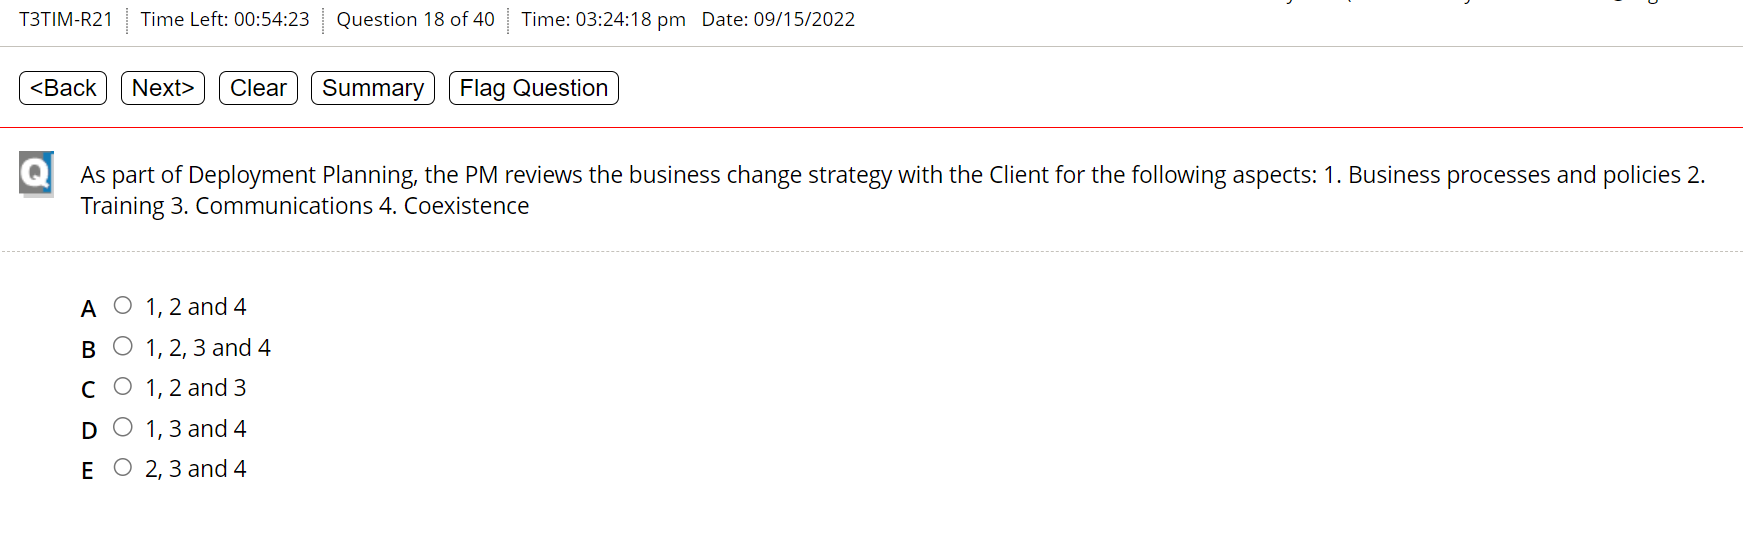 T3TIM-R21 Time Left: 00:54:23 Question 18 of 40 Time: 03:24:18 pm Date: 09/15/2022
<Back Next> Clear Summary Flag Question
Q As part of Deployment Planning, the PM reviews the business change strategy with the Client for the following aspects: 1. Business processes and policies 2.
Training 3. Communications 4. Coexistence
A 1, 2 and 4
B 1, 2, 3 and 4
C 1, 2 and 3
D 1, 3 and 4
E 2, 3 and 4